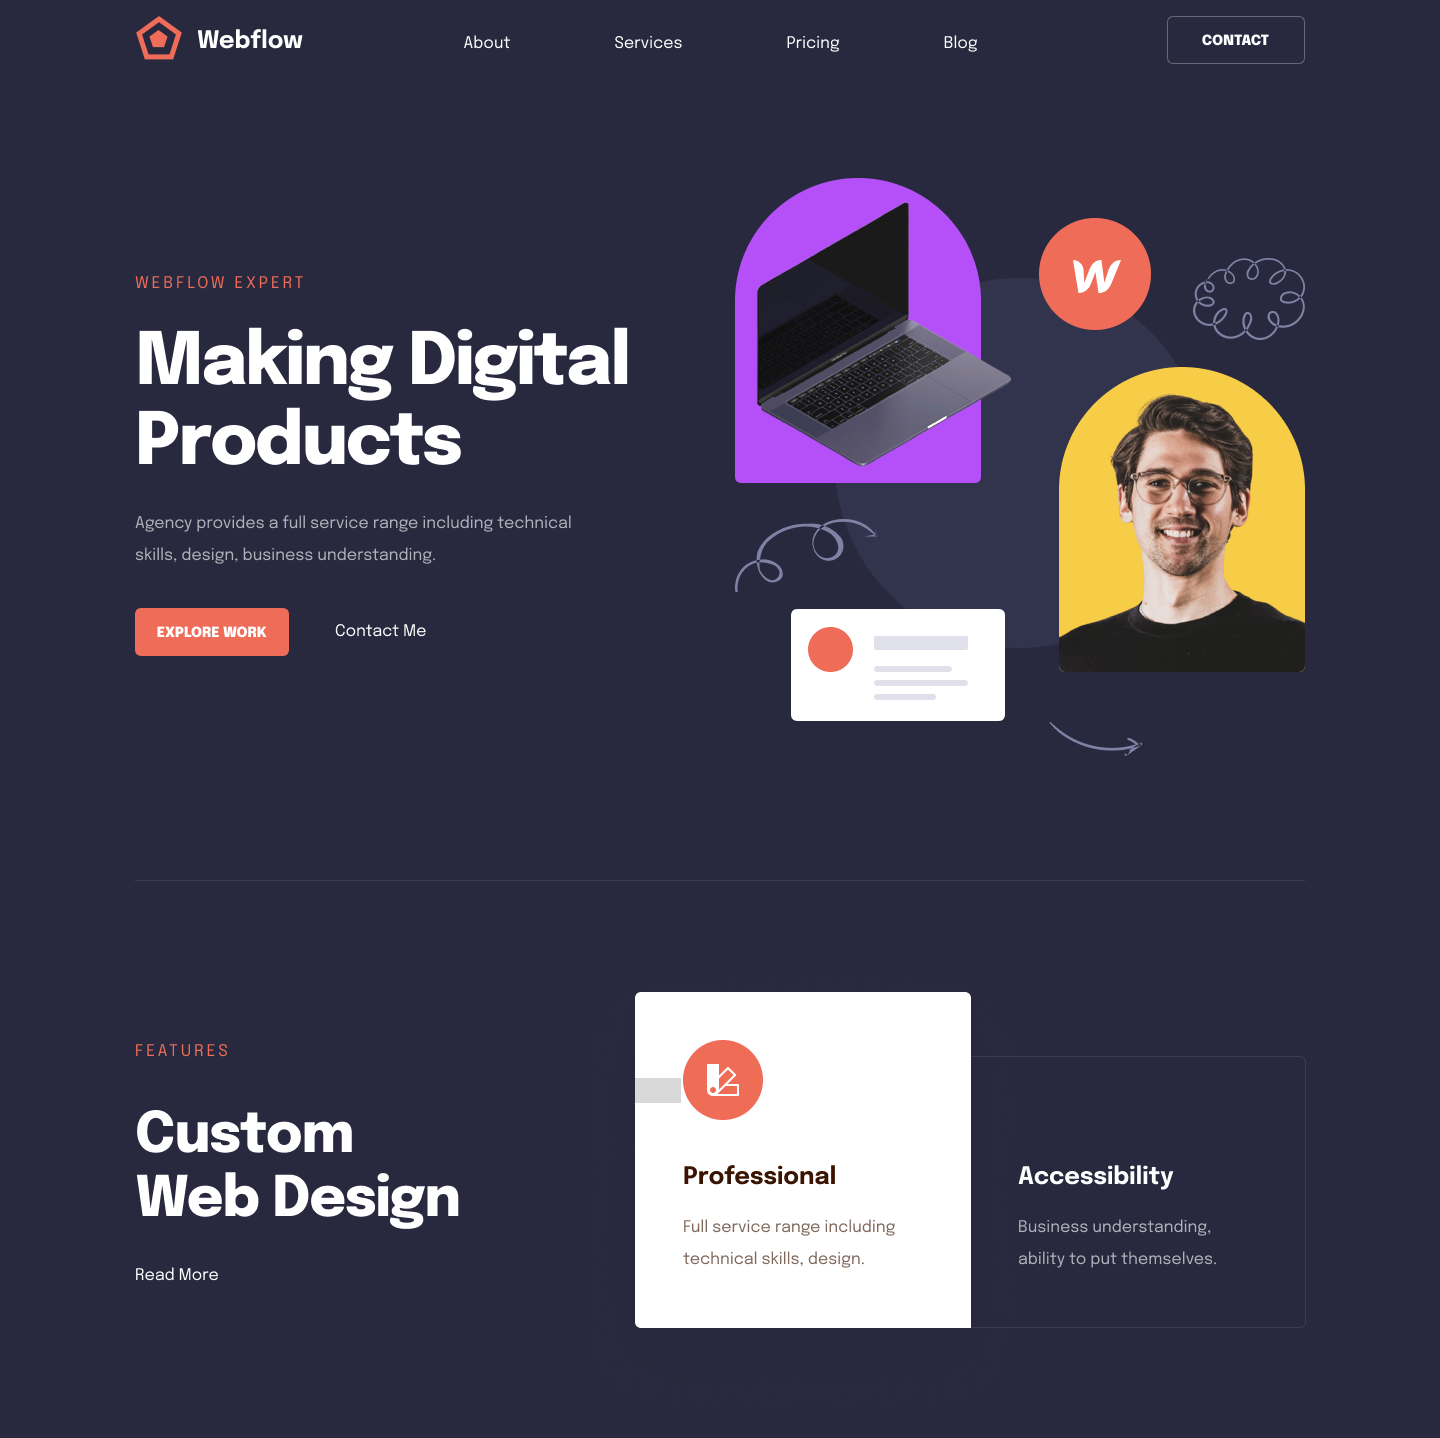 Webflow
About
Services
Pricing
Blog
CONTACT
WEBFLOW EXPERT
Making Digital
Products
Agency provides a full service range including technical
skills, design, business understanding.
EXPLORE WORK
Contact Me
W
FEATURES
Custom
Web Design
Read More
Professional
Full service range including
technical skills, design.
Accessibility
Business understanding,
ability to put themselves.